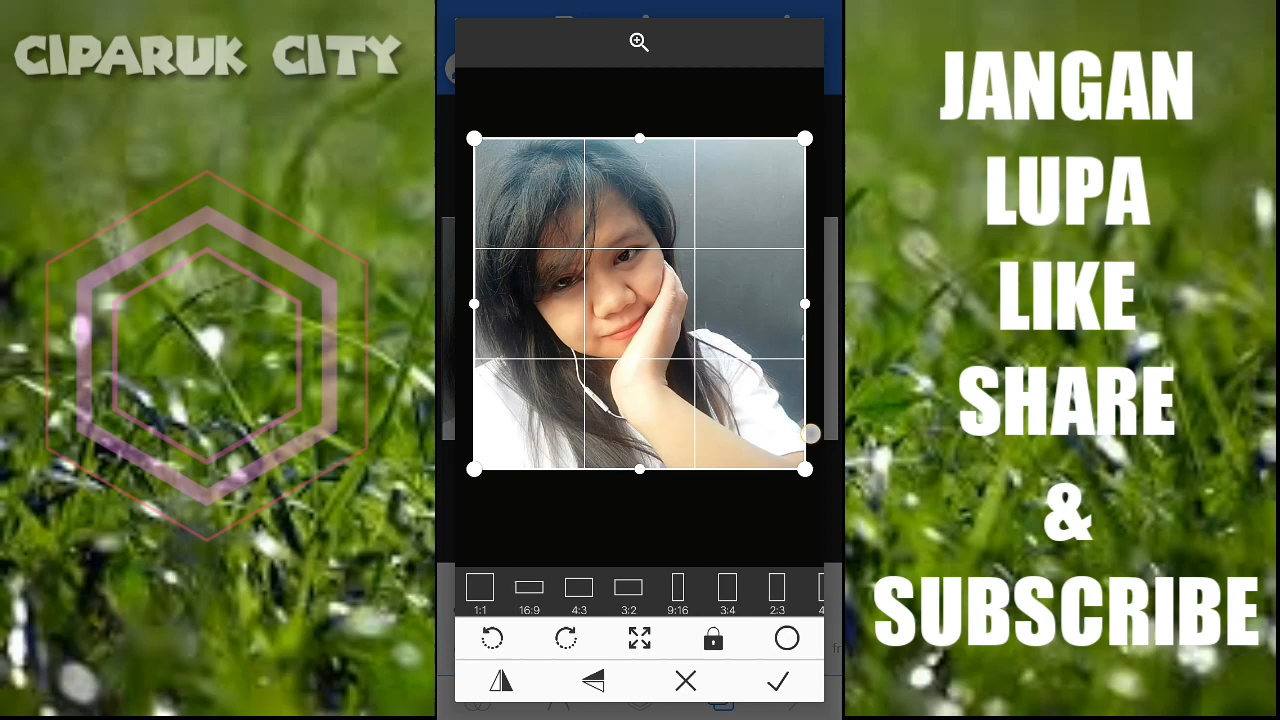 CIPARUK CITY
JANGAN
LUPA
LIKE
SHARE
&
SUBSCRIBE
1:1 16:9 4:3 3:2 9:16 3:4 2:3